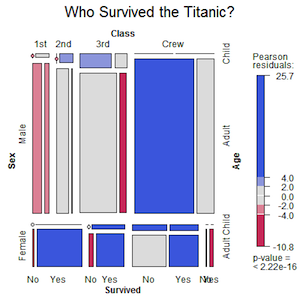 Who Survived the Titanic?
Class
1st 2nd 3rd Crew
Pearson
residuals:
25.7
4.0
2.0
0.0
-2.0
-4.0
-10.8
p-value =
< 2.22e-16
Sex
Male
Female
Child
Adult
Age
Child
Adult
No Yes No Yes No Yes No Yes
Survived